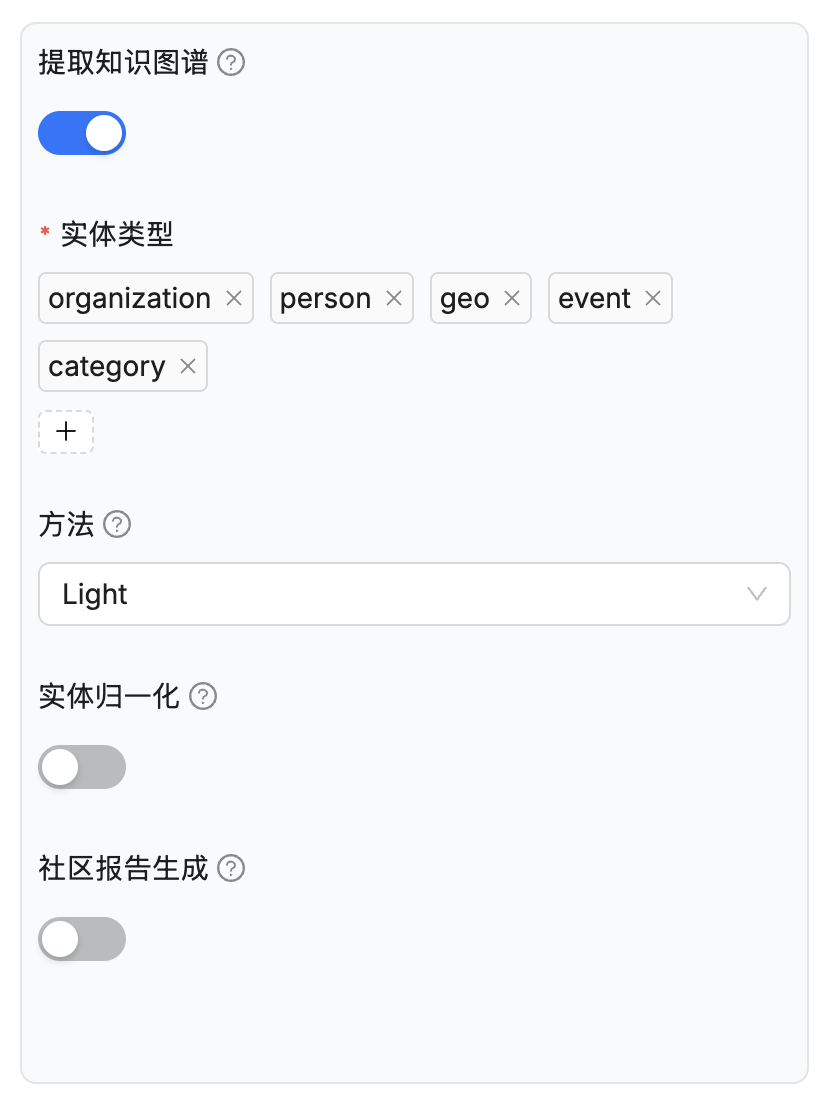 提取知识图谱 ?
* 实体类型
organization × person × geo × event ×
category ×
+
方法 ?
Light
实体归一化 ?
社区报告生成 ?